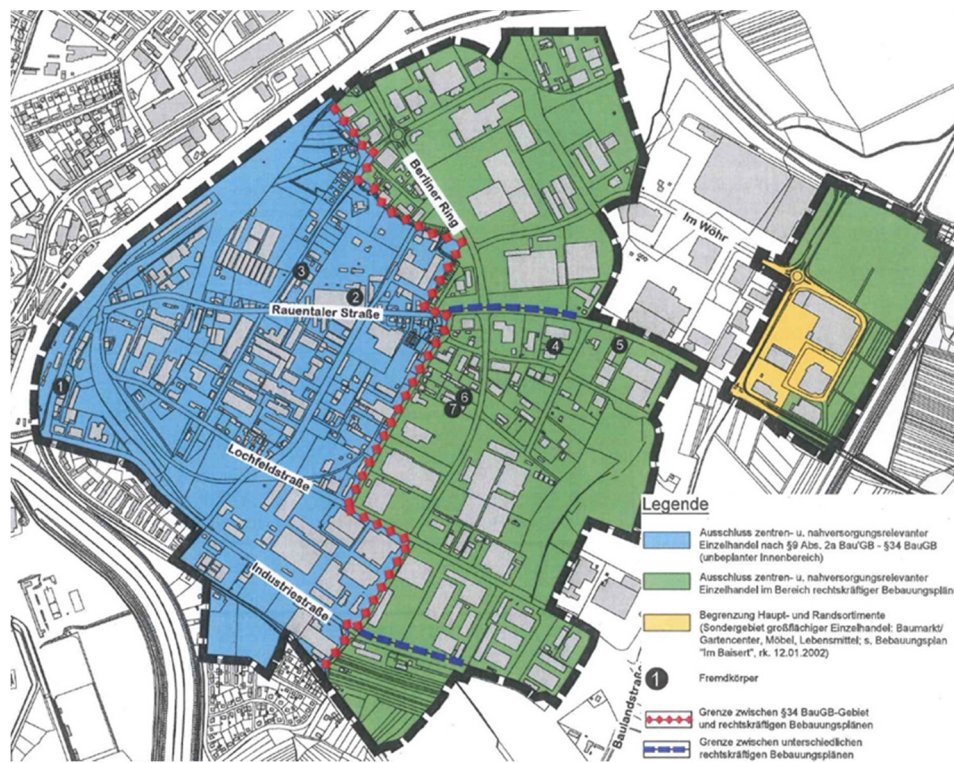 Berliner Ring
Im Wöhr
3
2
Rauentaler Straße
4
5
1
6
7
Lochfeldstraße
Industriestraße
Baulandstraße
Legende
Ausschluss zentren- u. nahversorgungsrelevanter
Einzelhandel nach §9 Abs. 2a Bau'GB - §34 BauGB
(unbeplanter Innenbereich)
Ausschluss zentren- u. nahversorgungsrelevanter
Einzelhandel im Bereich rechtskräftiger Bebauungspläne
Begrenzung Haupt- und Randsortimente
(Sondergebiet großflächiger Einzelhandel: Baumarkt/
Gartencenter, Möbel, Lebensmittel; s. Bebauungsplan
"Im Baisert", rk. 12.01.2002)
1 Fremdkörper
Grenze zwischen §34 BauGB-Gebiet
und rechtskräftigen Bebauungsplänen
Grenze zwischen unterschiedlichen
rechtskräftigen Bebauungsplänen